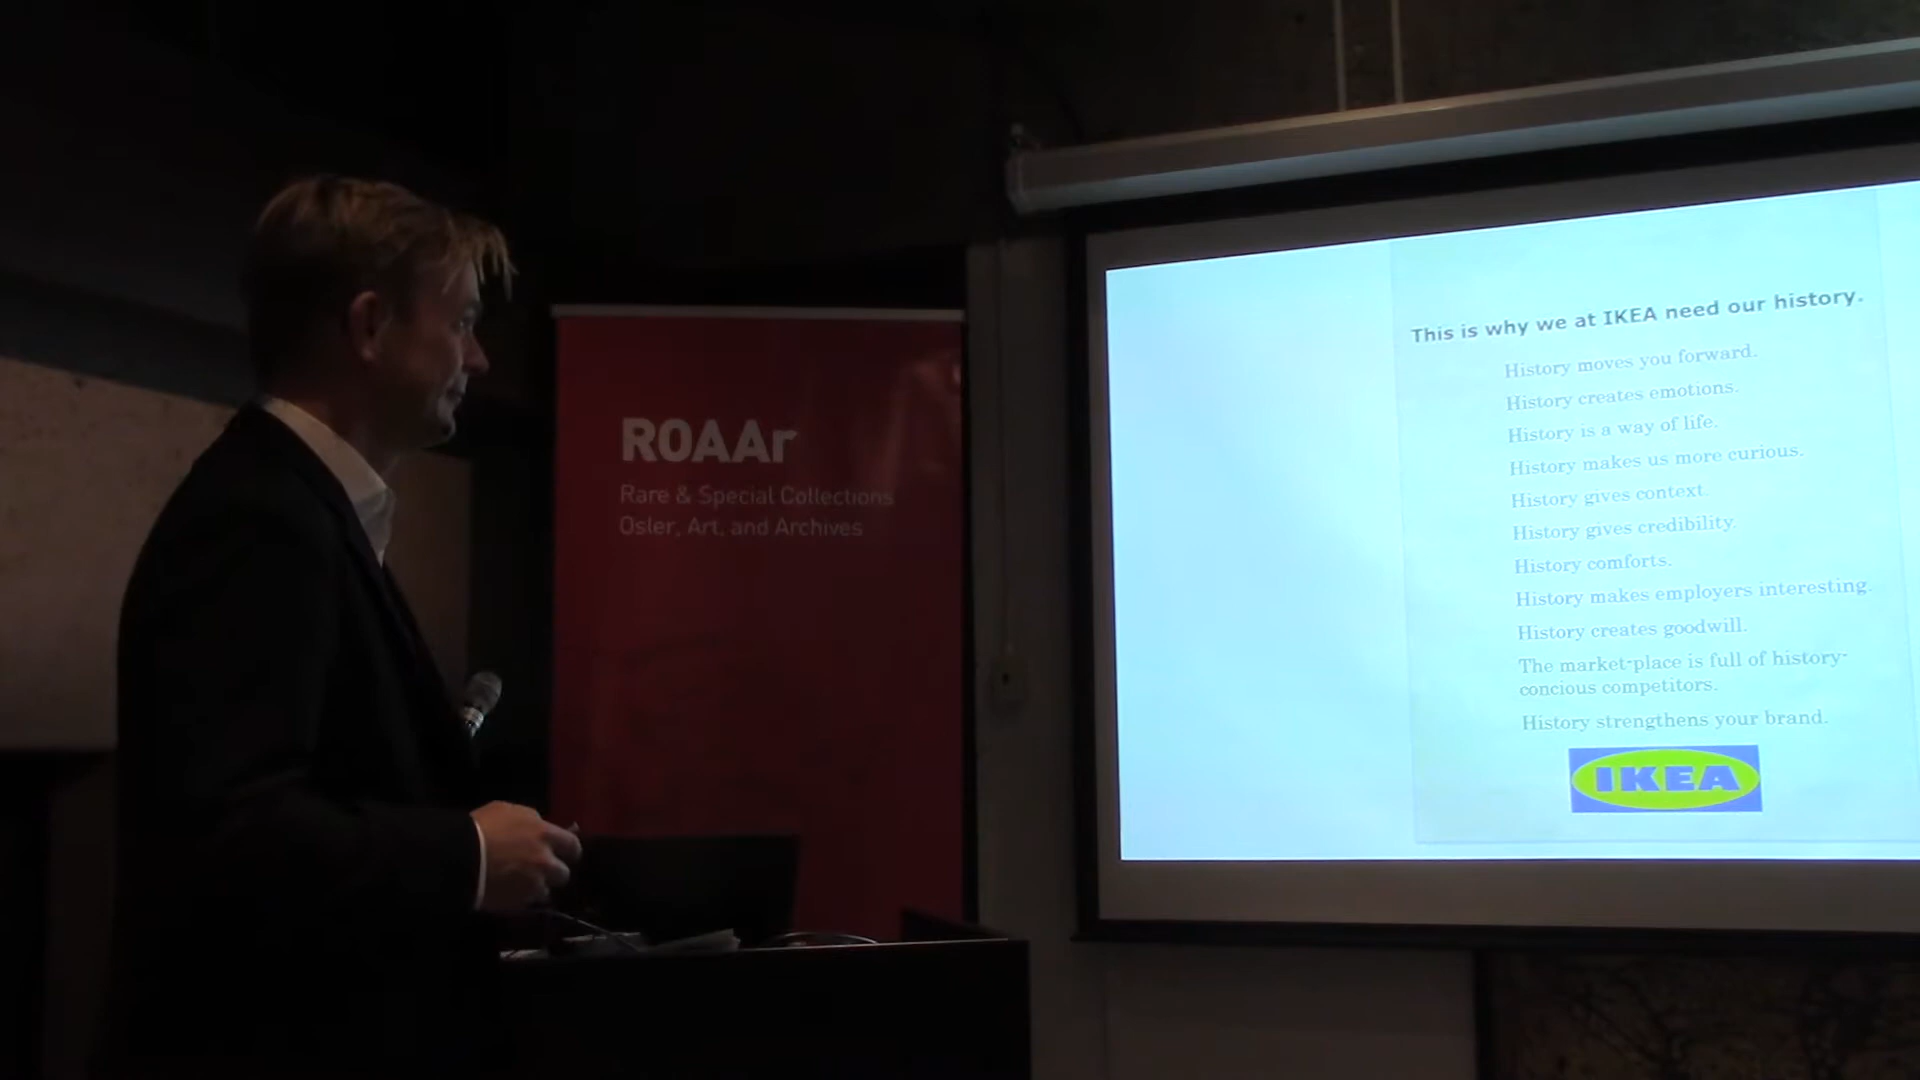 ROAAr
Rare & Special Collections
Osler, Art, and Archives
This is why we at IKEA need our history.
History moves you forward.
History creates emotions.
History is a way of life.
History makes us more curious.
History gives context.
History gives credibility.
History comforts.
History makes employers interesting.
History creates goodwill.
The market-place is full of history-
concious competitors.
History strengthens your brand.
IKEA